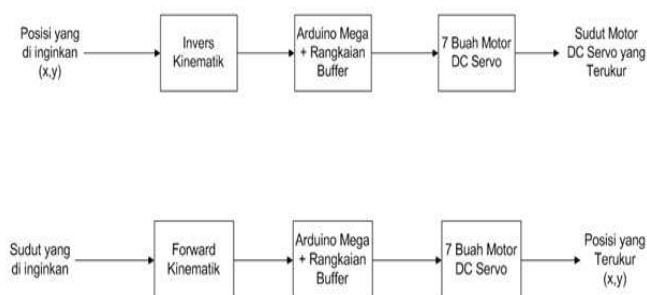 Posisi yang
di inginkan
(x,y)
Invers
Kinematik
Arduino Mega
+ Rangkaian
Buffer
7 Buah Motor
DC Servo
Sudut Motor
DC Servo yang
Terukur
Sudut yang
di inginkan
Forward
Kinematik
Arduino Mega
+ Rangkaian
Buffer
7 Buah Motor
DC Servo
Posisi yang
Terukur
(x,y)